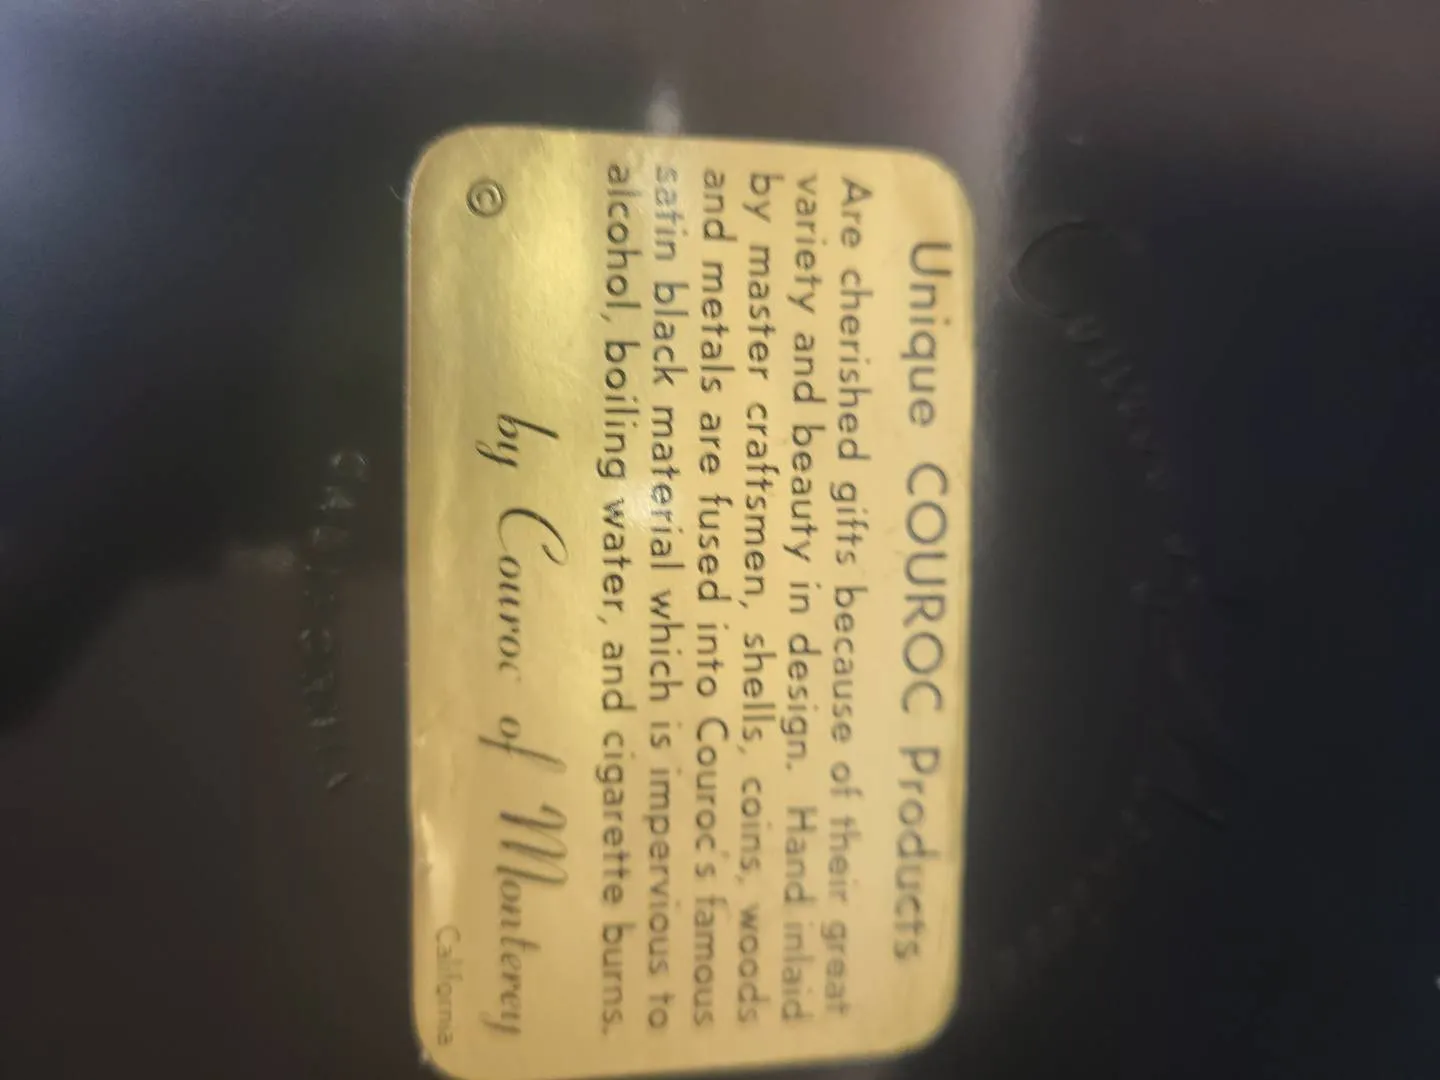 Unique COUROC Products
Are cherished gifts because of their great
variety and beauty in design. Hand inlaid
by master craftsmen, shells, coins, woods
and metals are fused into Couroc's famous
satin black material which is impervious to
alcohol, boiling water, and cigarette burns.
© by Couroc of Monterey
California